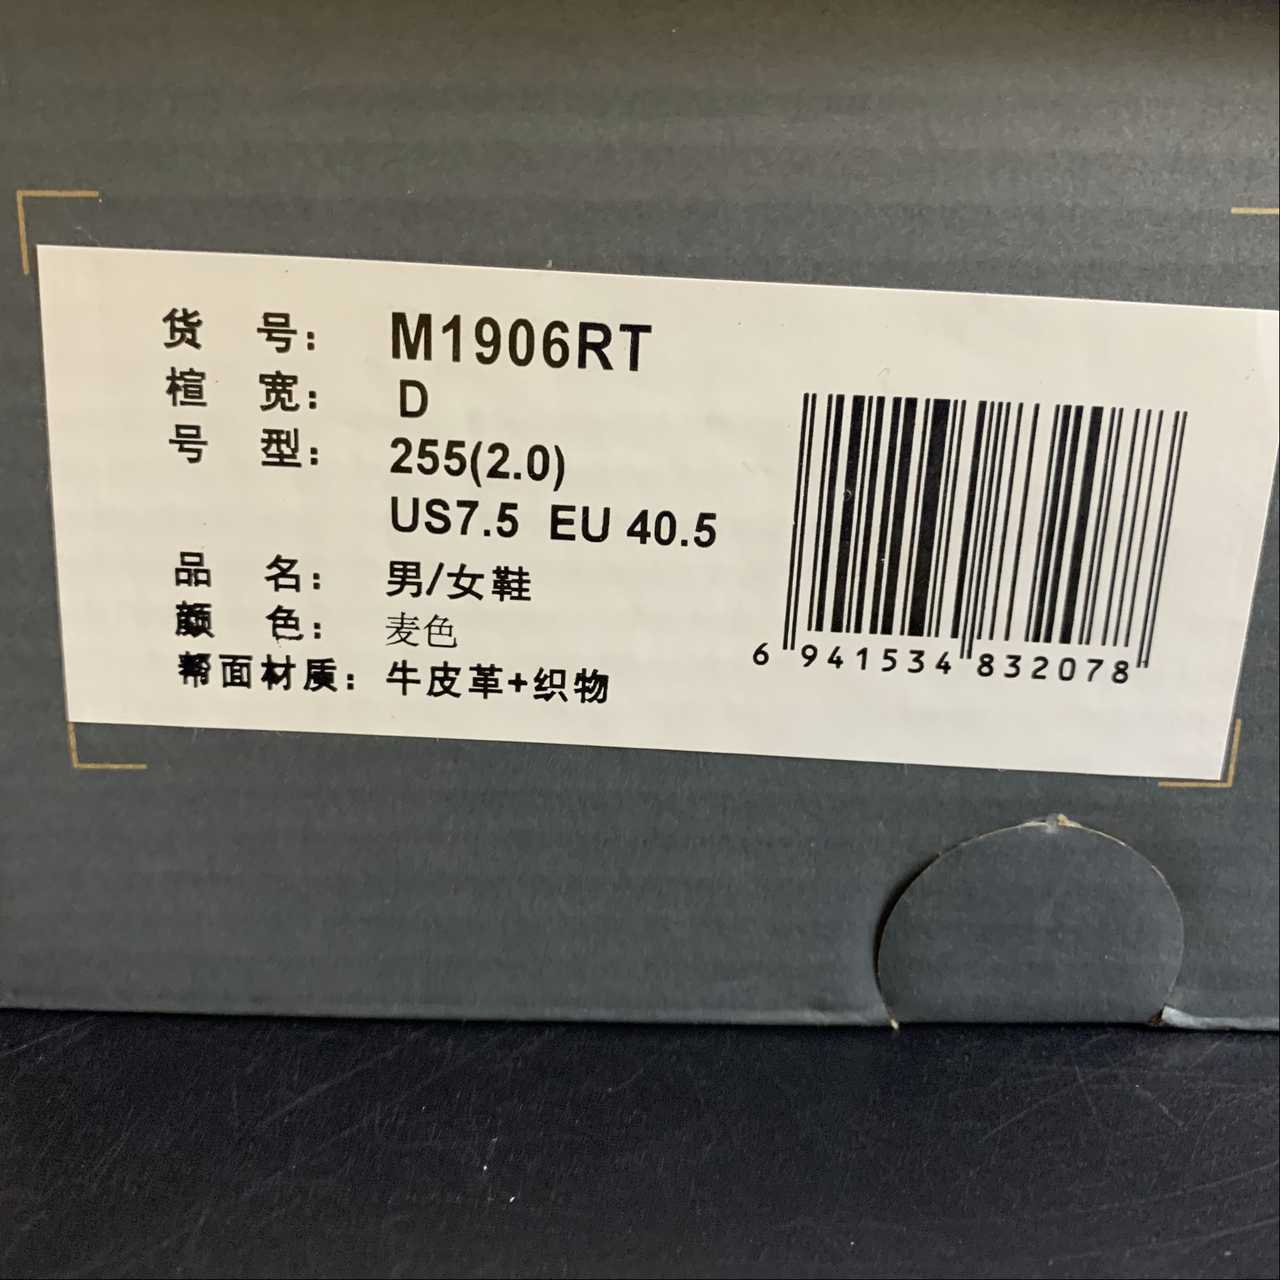 货 号: M1906RT
楦 宽: D
号 型: 255(2.0)
US7.5 EU 40.5
品 名: 男/女鞋
颜 色: 麦色
帮面材质: 牛皮革+织物
6 941534 832078